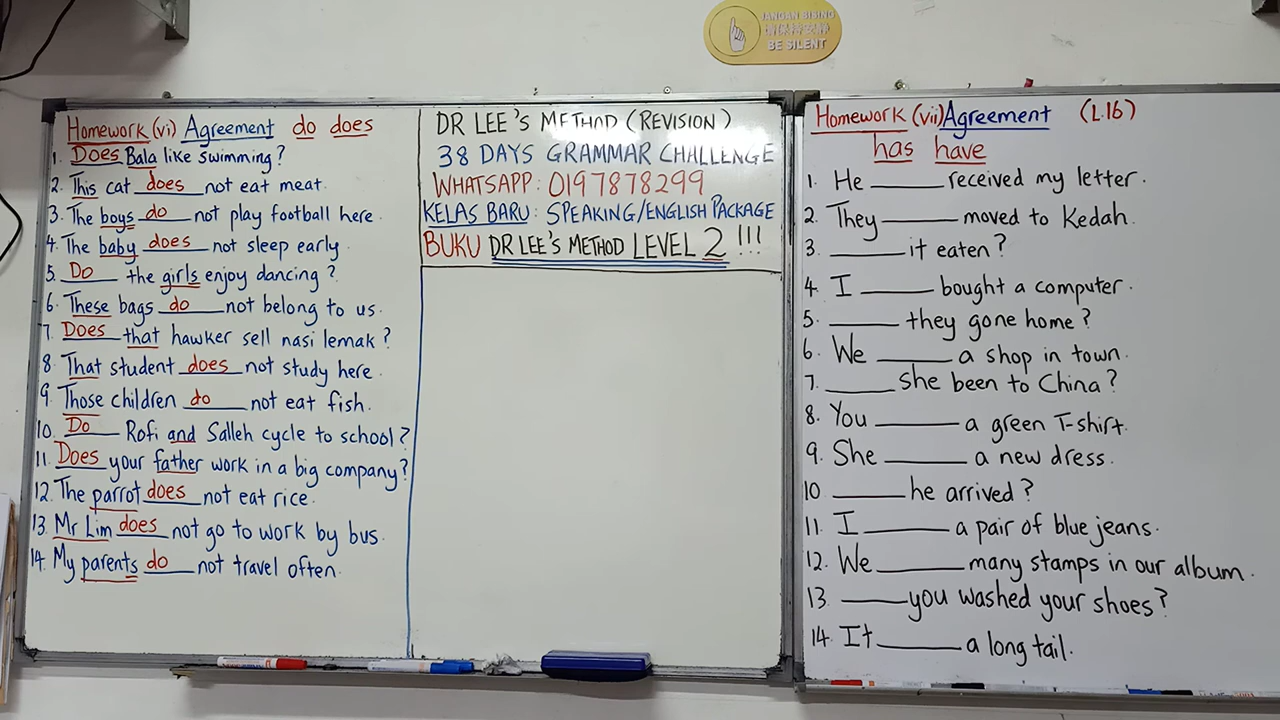 JANGAN BISING
请保持安静
BE SILENT
Homework (vi) Agreement do does
1. Does Bala like swimming?
2. This cat does not eat meat.
3. The boys do not play football here.
4. The baby does not sleep early.
5. Do the girls enjoy dancing?
6. These bags do not belong to us.
7. Does that hawker sell nasi lemak?
8. That student does not study here.
9. Those children do not eat fish.
10. Do Rofi and Salleh cycle to school?
11. Does your father work in a big company?
12. The parrot does not eat rice.
13. Mr Lim does not go to work by bus.
14. My parents do not travel often.
DR LEE'S METHOD (REVISION)
38 DAYS GRAMMAR CHALLENGE
WHATSAPP: 0197878299
KELAS BARU: SPEAKING/ENGLISH PACKAGE
BUKU DR LEE'S METHOD LEVEL 2 !!!
Homework (vii) Agreement (L.16)
has have
1. He ______ received my letter.
2. They ______ moved to Kedah.
3. ______ it eaten?
4. I ______ bought a computer.
5. ______ they gone home?
6. We ______ a shop in town.
7. ______ she been to China?
8. You ______ a green T-shirt.
9. She ______ a new dress.
10 ______ he arrived?
11. I ______ a pair of blue jeans.
12. We ______ many stamps in our album.
13. ______ you washed your shoes?
14. It ______ a long tail.